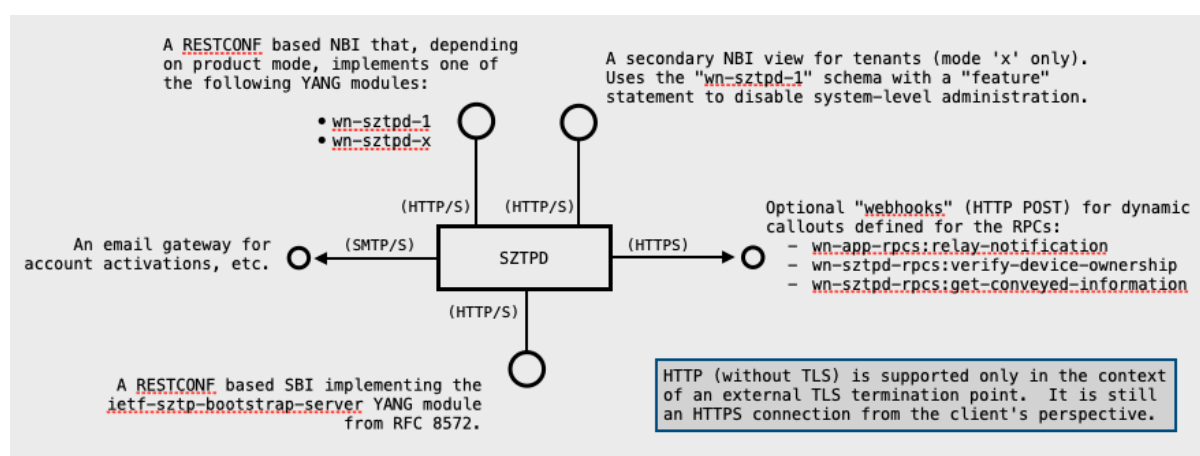 A RESTCONF based NBI that, depending
on product mode, implements one of
the following YANG modules:
• wn-sztpd-1
• wn-sztpd-x
A secondary NBI view for tenants (mode 'x' only).
Uses the "wn-sztpd-1" schema with a "feature"
statement to disable system-level administration.
(HTTP/S)
(HTTP/S)
An email gateway for
account activations, etc.
(SMTP/S)
SZTPD
(HTTPS)
Optional "webhooks" (HTTP POST) for dynamic
callouts defined for the RPCs:
– wn-app-rpcs:relay-notification
– wn-sztpd-rpcs:verify-device-ownership
– wn-sztpd-rpcs:get-conveyed-information
(HTTP/S)
A RESTCONF based SBI implementing the
ietf-sztp-bootstrap-server YANG module
from RFC 8572.
HTTP (without TLS) is supported only in the context
of an external TLS termination point.  It is still
an HTTPS connection from the client's perspective.